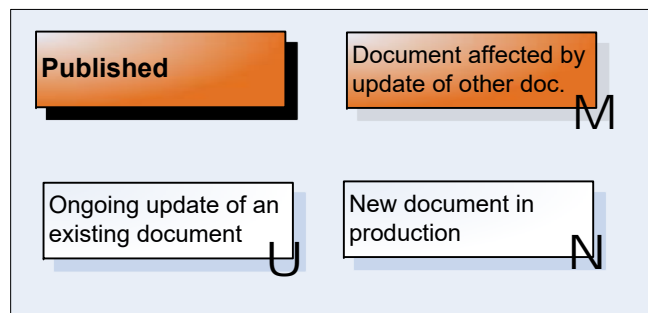 Published
Document affected by
update of other doc.
M
Ongoing update of an
existing document
U
New document in
production
N